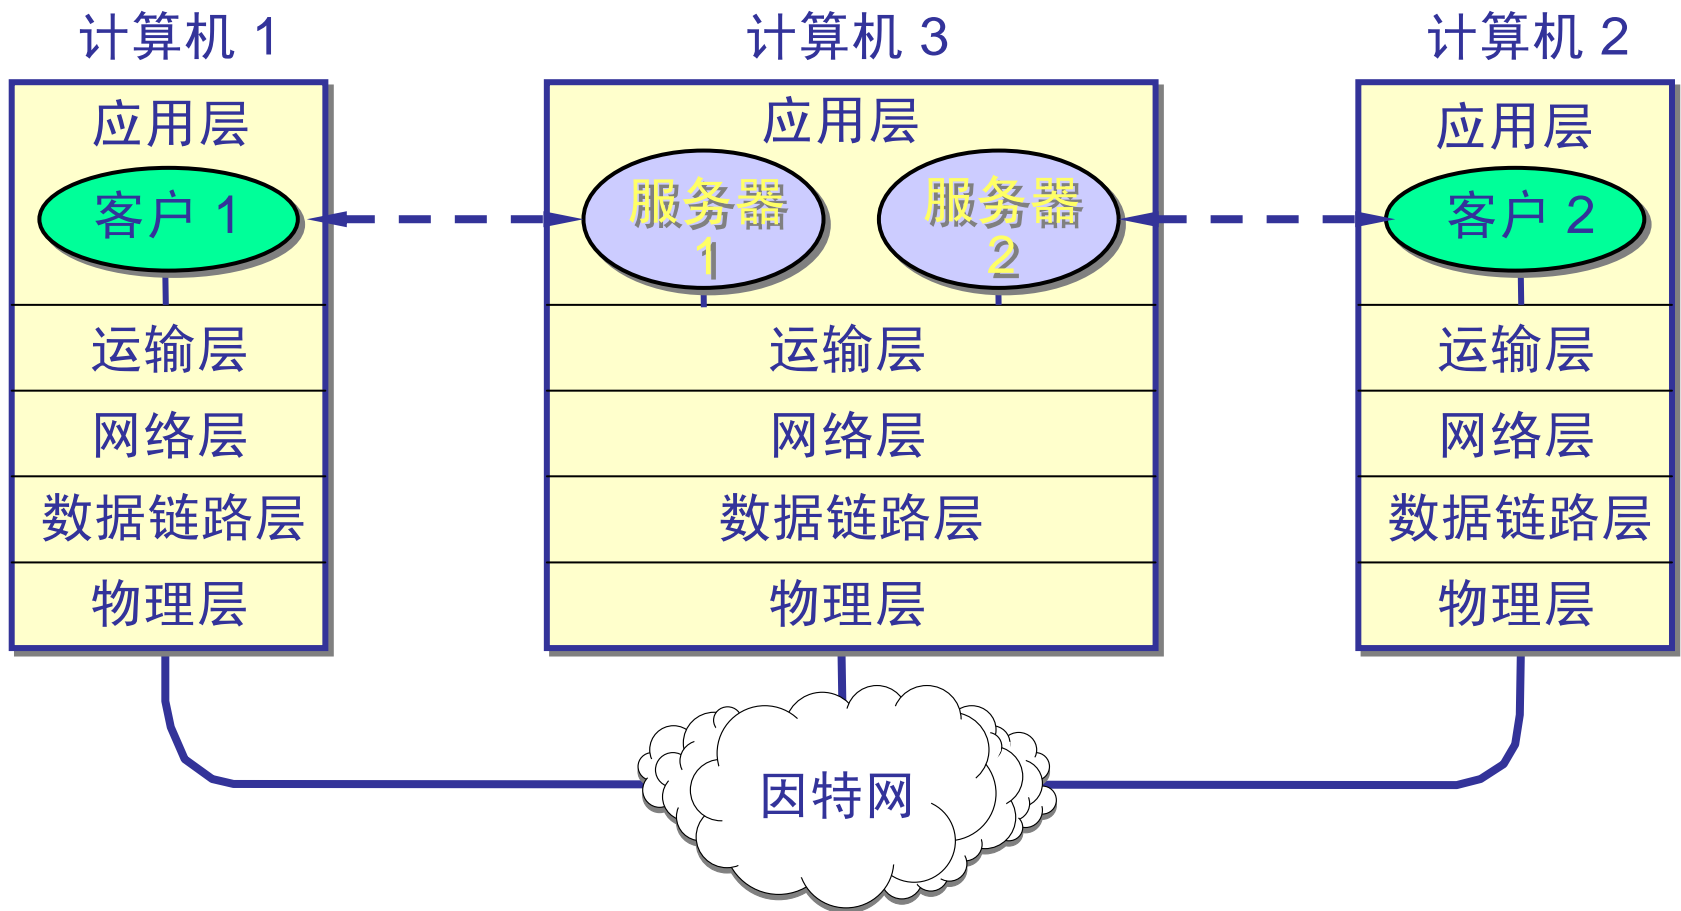 计算机 1
计算机 3
计算机 2
应用层
客户 1
运输层
网络层
数据链路层
物理层
应用层
服务器
1
服务器
2
运输层
网络层
数据链路层
物理层
应用层
客户 2
运输层
网络层
数据链路层
物理层
因特网